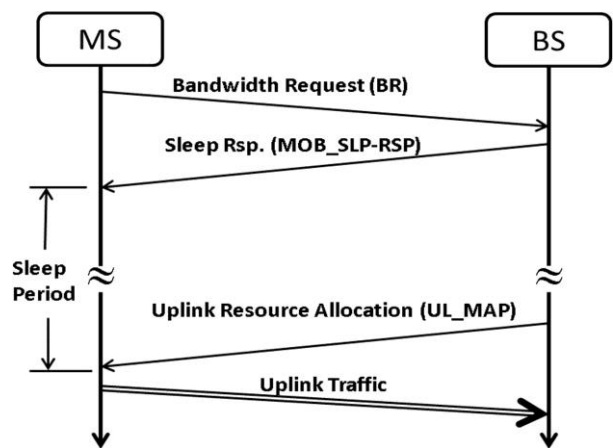 MS
BS
Bandwidth Request (BR)
Sleep Rsp. (MOB_SLP-RSP)
Sleep
Period
Uplink Resource Allocation (UL_MAP)
Uplink Traffic